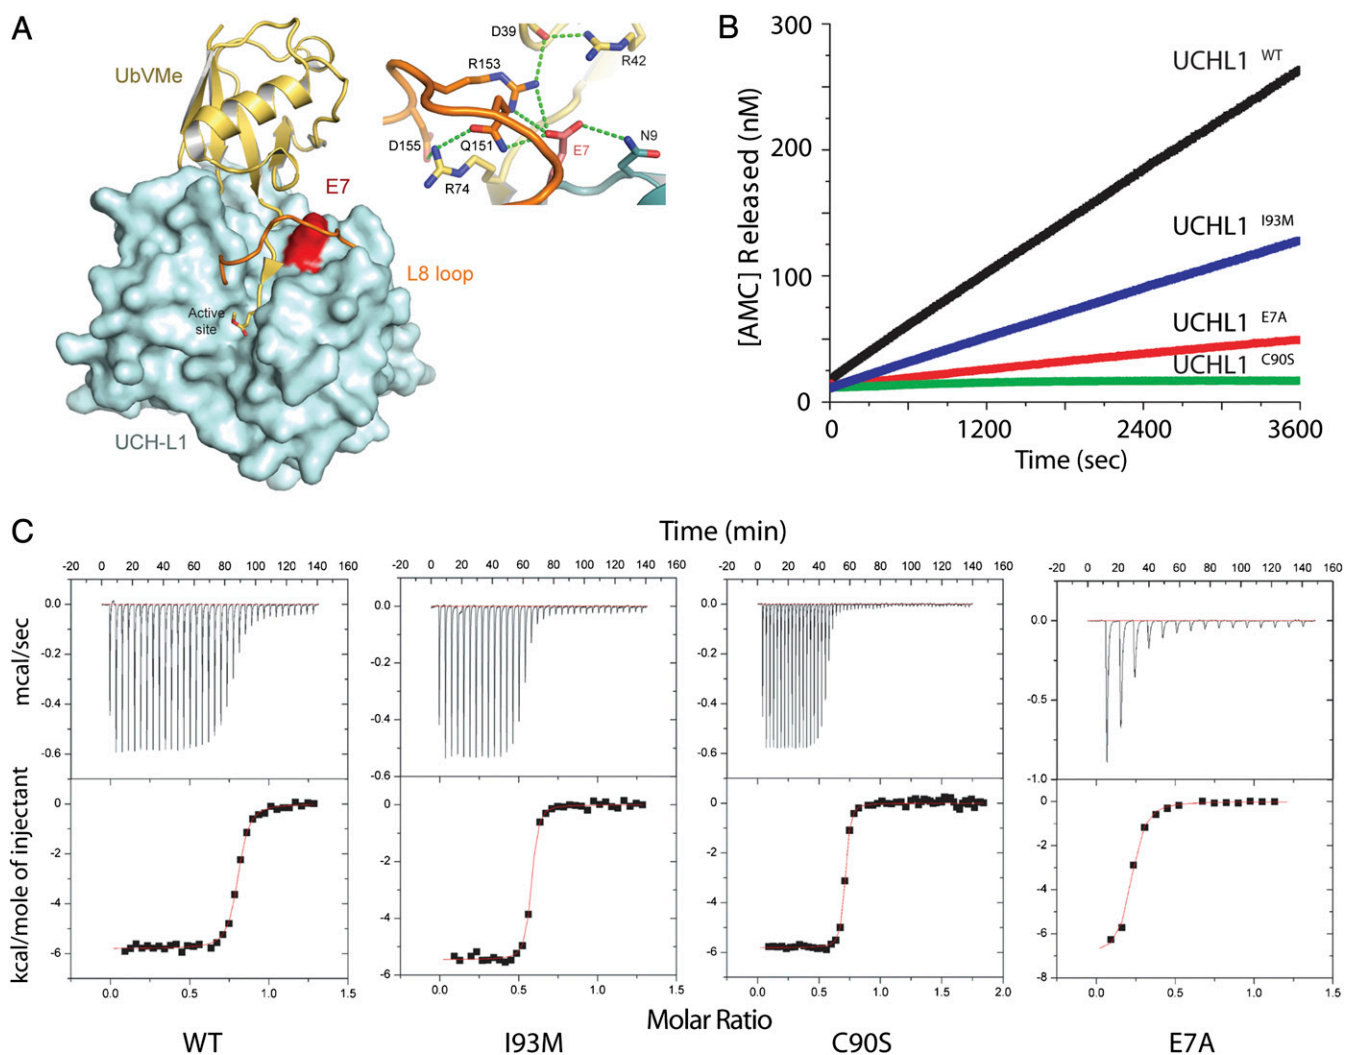 A
UbVMe
E7
L8 loop
Active
site
UCH-L1
D39
R42
R153
N9
D155
Q151
E7
R74
B
300
200
100
0
[AMC] Released (nM)
UCHL1 WT
UCHL1 I93M
UCHL1 E7A
UCHL1 C90S
0 1200 2400 3600
Time (sec)
C
Time (min)
-20 0 20 40 60 80 100 120 140 160
-20 0 20 40 60 80 100 120 140 160
-20 0 20 40 60 80 100 120 140 160
-20 0 20 40 60 80 100 120 140 160
mcal/sec
0.0
-0.2
-0.4
-0.6
0.0
-0.2
-0.4
-0.6
0.0
-0.2
-0.4
-0.6
0.0
-0.5
-1.0
kcal/mole of injectant
0
-2
-4
-6
0
-2
-4
-6
0
-2
-4
-6
0
-2
-4
-6
-8
0.0 0.5 1.0 1.5
0.0 0.5 1.0 1.5
0.0 0.5 1.0 1.5 2.0
0.0 0.5 1.0 1.5
Molar Ratio
WT
I93M
C90S
E7A